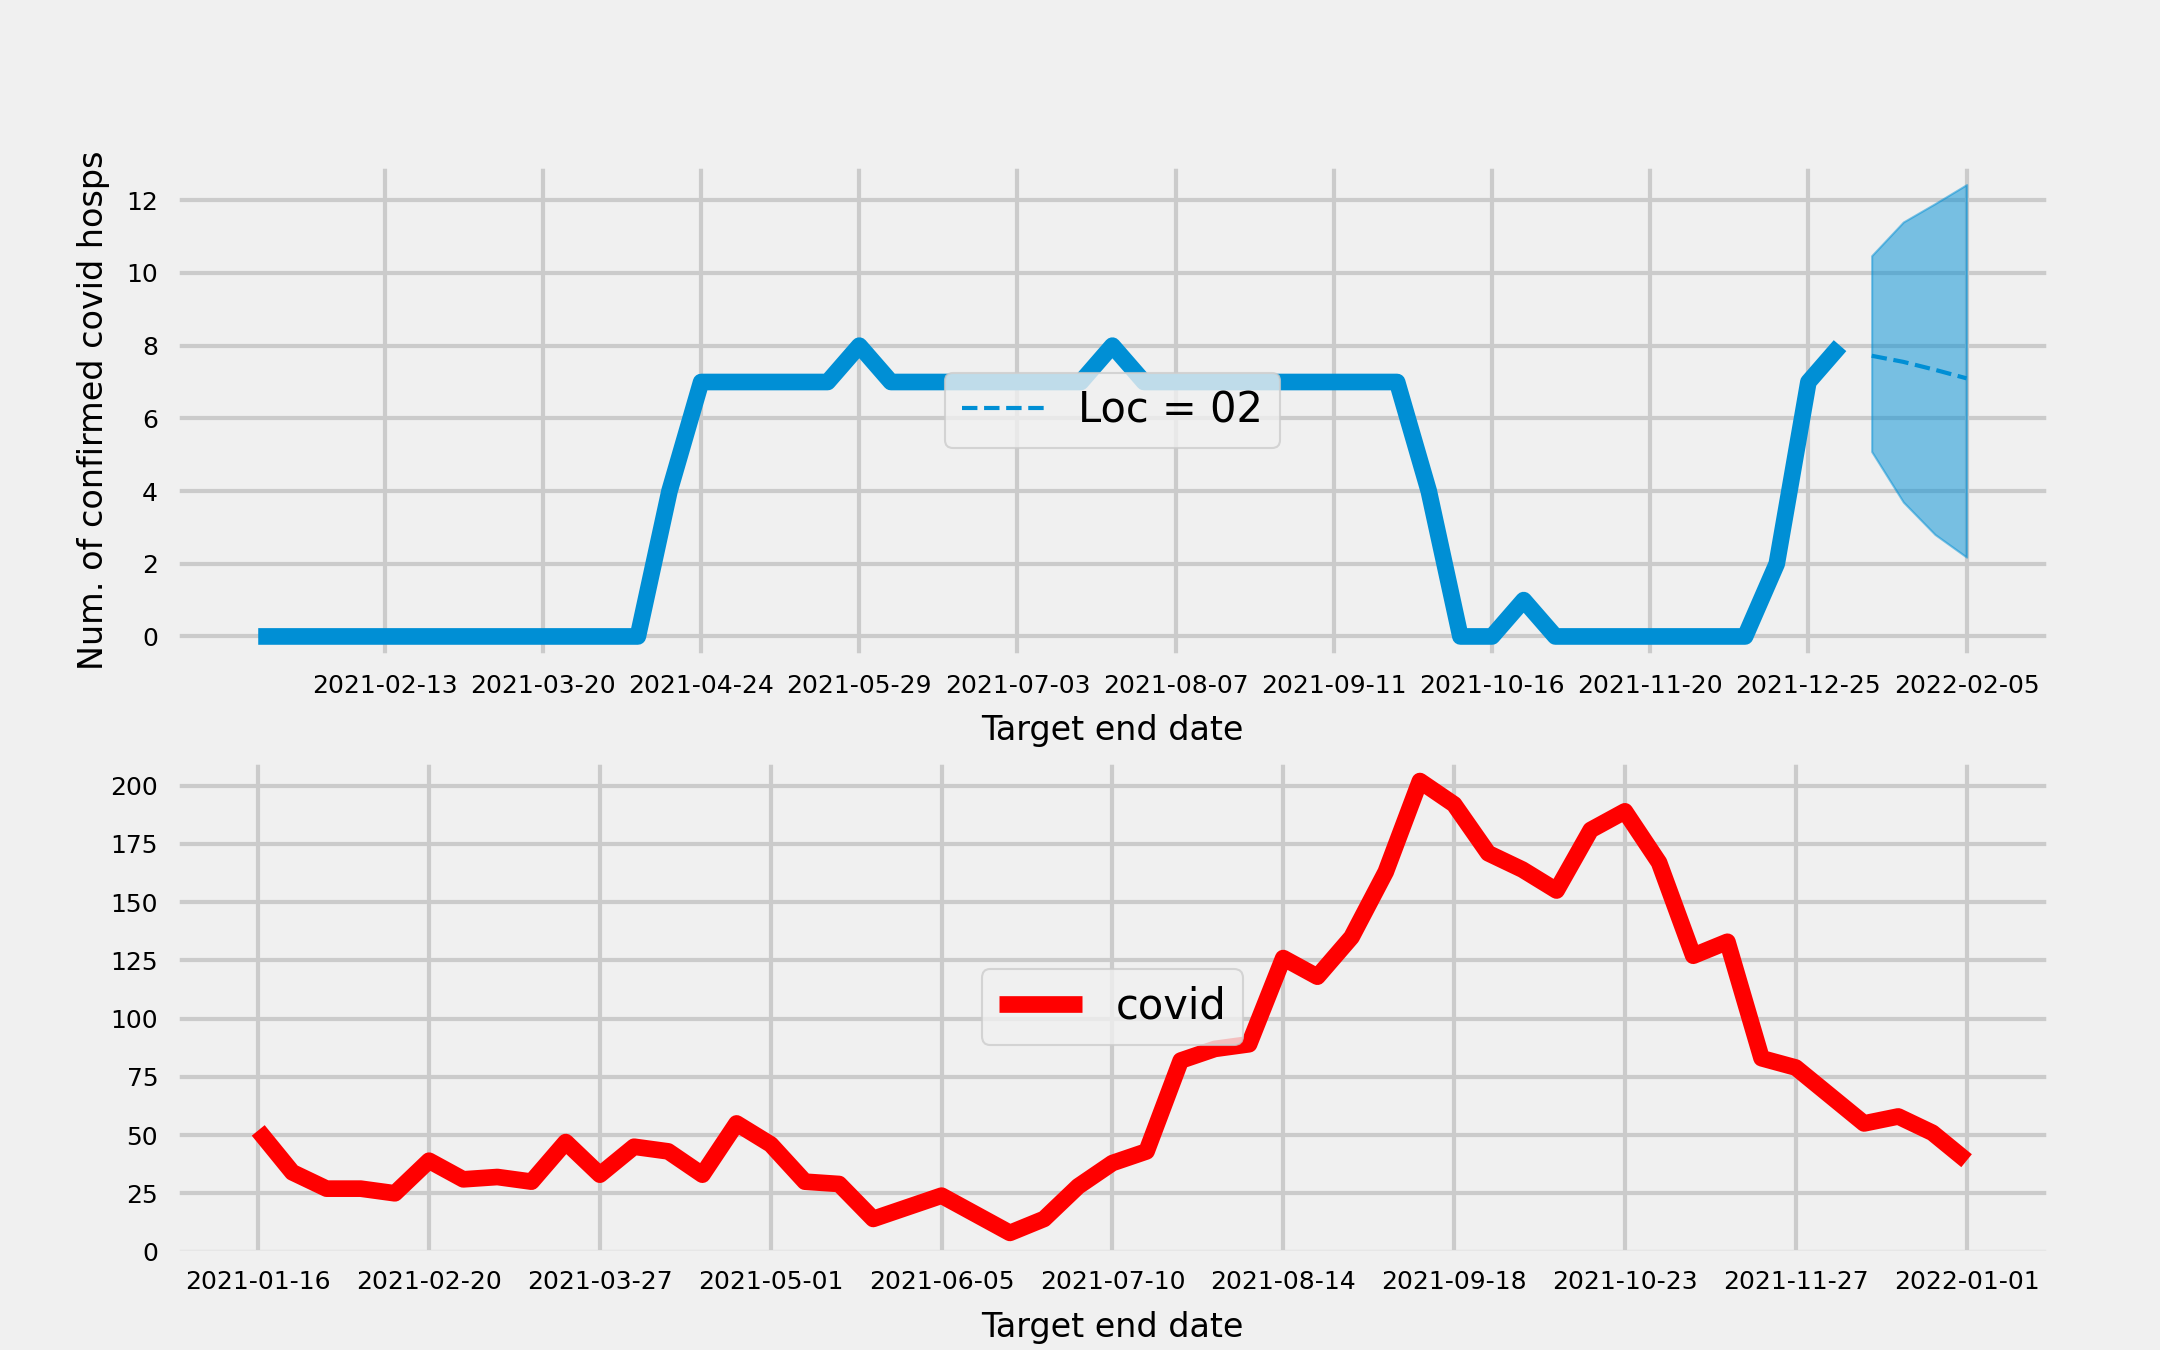 Num. of confirmed covid hosps
12
10
8
6
4
2
0
Loc = 02
2021-02-13 2021-03-20 2021-04-24 2021-05-29 2021-07-03 2021-08-07 2021-09-11 2021-10-16 2021-11-20 2021-12-25 2022-02-05
Target end date
200
175
150
125
100
75
50
25
0
covid
2021-01-16 2021-02-20 2021-03-27 2021-05-01 2021-06-05 2021-07-10 2021-08-14 2021-09-18 2021-10-23 2021-11-27 2022-01-01
Target end date